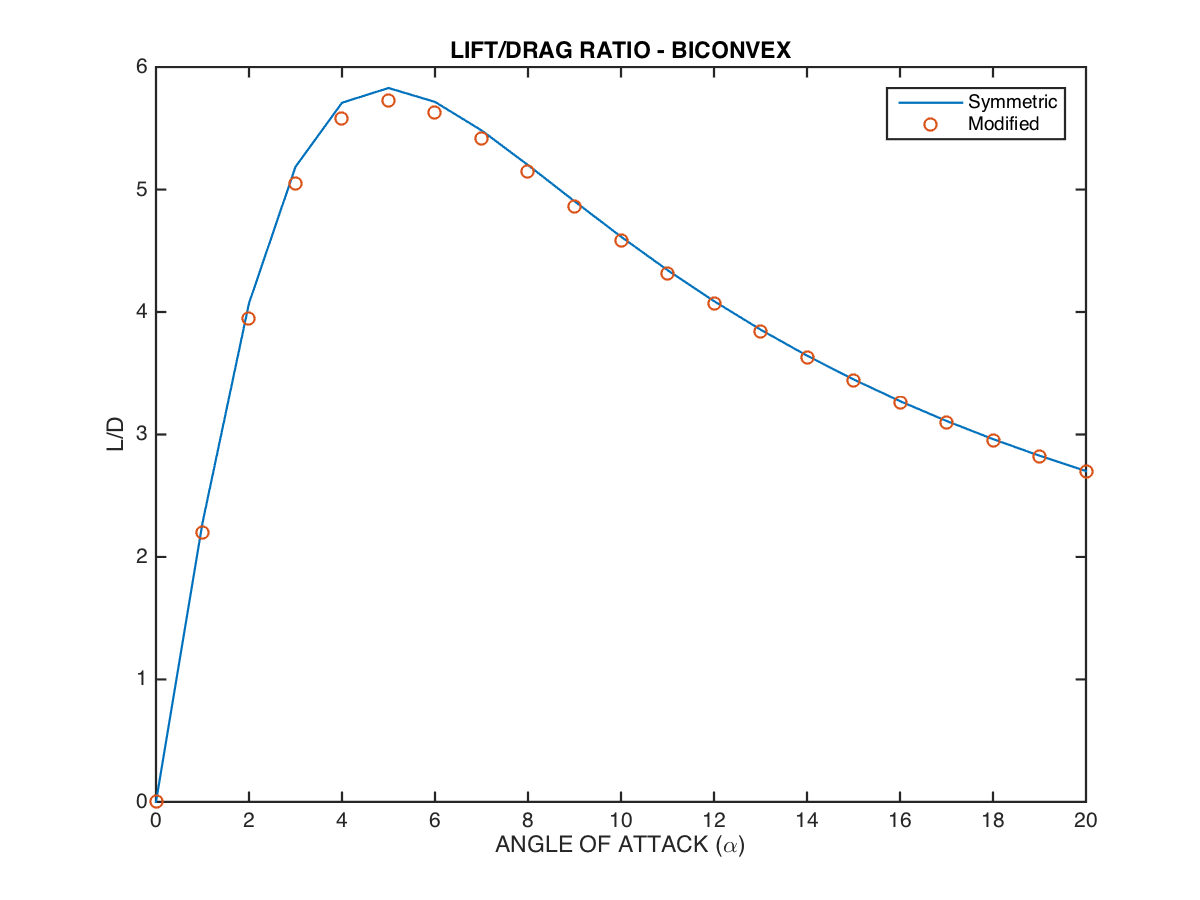 LIFT/DRAG RATIO - BICONVEX
6
5
4
3
2
1
0
L/D
Symmetric
Modified
0 2 4 6 8 10 12 14 16 18 20
ANGLE OF ATTACK (α)